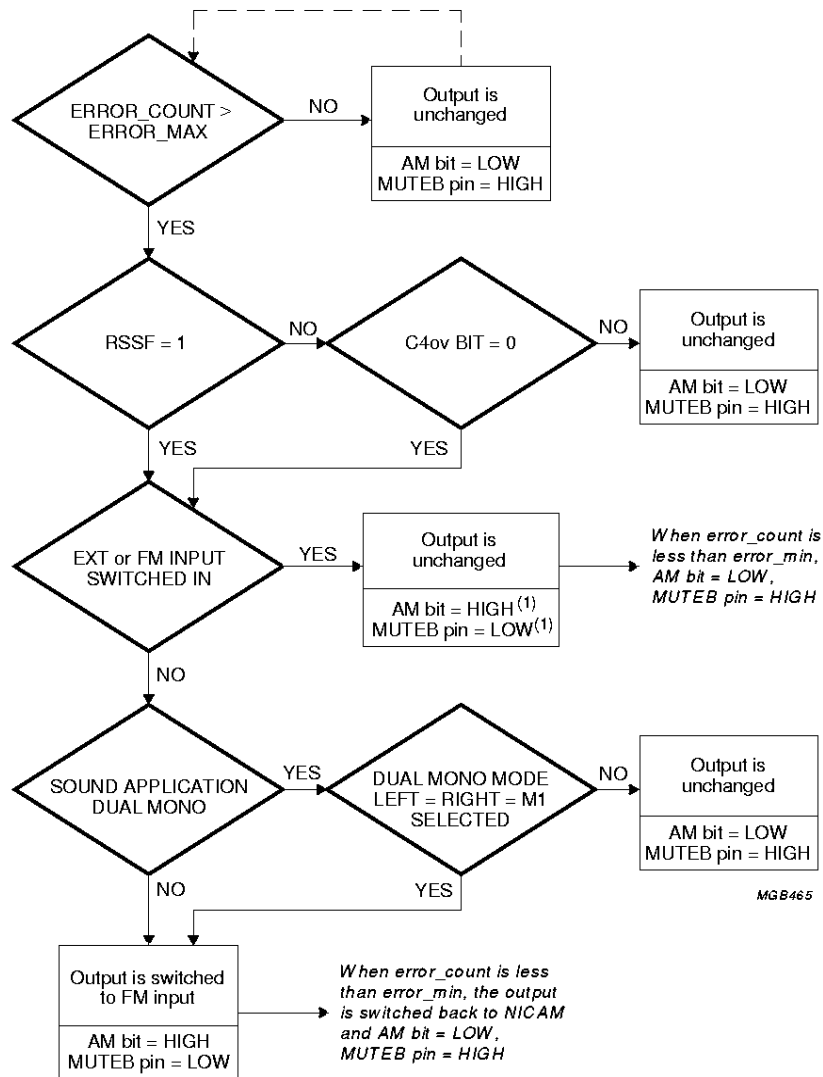 ERROR_COUNT >
ERROR_MAX
NO
Output is
unchanged
AM bit = LOW
MUTEB pin = HIGH
YES
RSSF = 1
NO
C4ov BIT = 0
NO
Output is
unchanged
AM bit = LOW
MUTEB pin = HIGH
YES
YES
EXT or FM INPUT
SWITCHED IN
YES
Output is
unchanged
AM bit = HIGH (1)
MUTEB pin = LOW (1)
When error_count is
less than error_min,
AM bit = LOW,
MUTEB pin = HIGH
NO
SOUND APPLICATION
DUAL MONO
YES
DUAL MONO MODE
LEFT = RIGHT = M1
SELECTED
NO
Output is
unchanged
AM bit = LOW
MUTEB pin = HIGH
NO
YES
MGB465
Output is switched
to FM input
AM bit = HIGH
MUTEB pin = LOW
When error_count is less
than error_min, the output
is switched back to NICAM
and AM bit = LOW,
MUTEB pin = HIGH